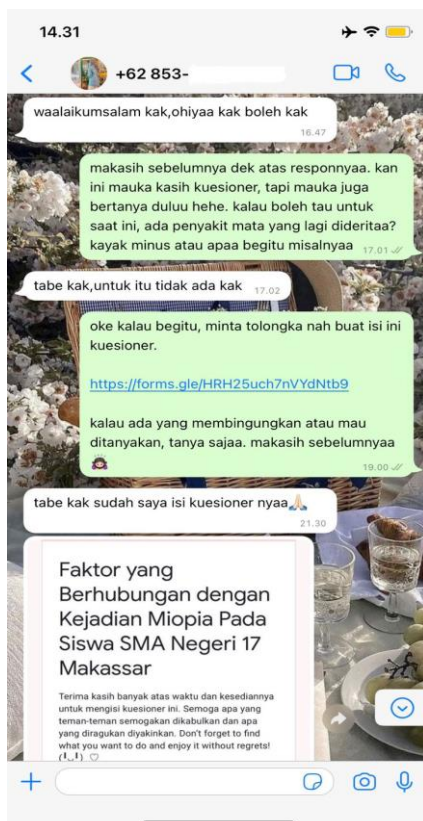 14.31
+62 853-
waalaikumsalam kak,ohiyaa kak boleh kak
16.47
makasih sebelumnya dek atas responnyaa. kan
ini mauka kasih kuesioner, tapi mauka juga
bertanya duluu hehe. kalau boleh tau untuk
saat ini, ada penyakit mata yang lagi dideritaa?
kayak minus atau apaa begitu misalnyaa
17.01
tabe kak,untuk itu tidak ada kak
17.02
oke kalau begitu, minta tolongka nah buat isi ini
kuesioner.
https://forms.gle/HRH25uch7nVYdNtb9
kalau ada yang membingungkan atau mau
ditanyakan, tanya sajaa. makasih sebelumnyaa
🙇🏻‍♀️
19.00
tabe kak sudah saya isi kuesioner nyaa🙏🏻
21.30
Faktor yang
Berhubungan dengan
Kejadian Miopia Pada
Siswa SMA Negeri 17
Makassar
Terima kasih banyak atas waktu dan kesediannya
untuk mengisi kuesioner ini. Semoga apa yang
teman-teman semogakan dikabulkan dan apa
yang diragukan diyakinkan. Don't forget to find
what you want to do and enjoy it without regrets!
(╹◡╹) ♡